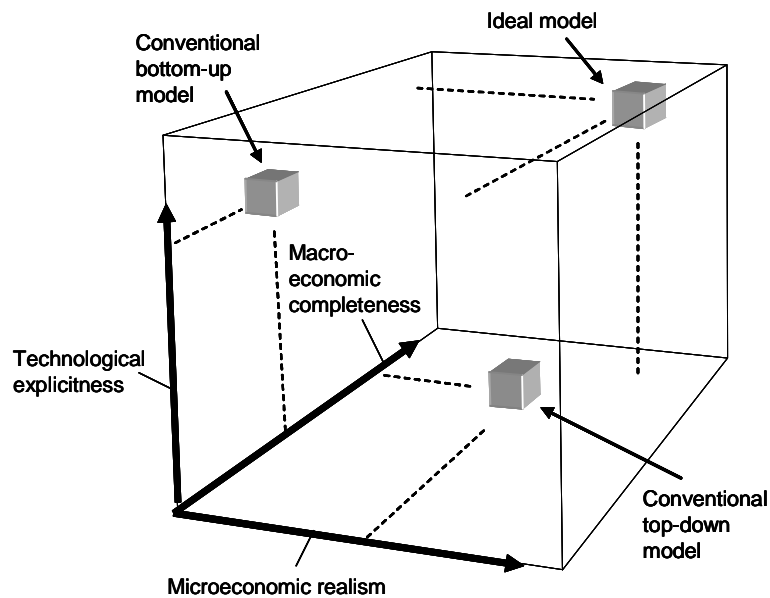 Ideal model
Conventional
bottom-up
model
Macro-
economic
completeness
Technological
explicitness
Conventional
top-down
model
Microeconomic realism